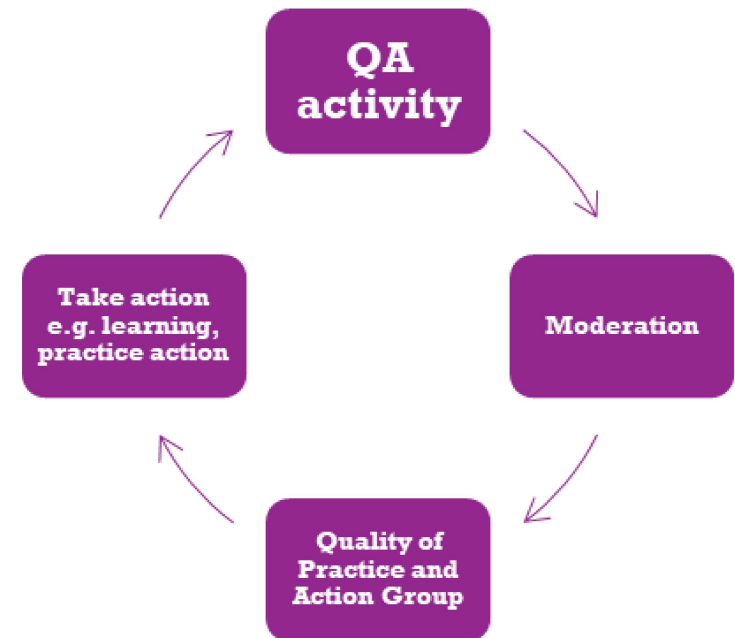 QA
activity
Take action
e.g. learning,
practice action
Moderation
Quality of
Practice and
Action Group